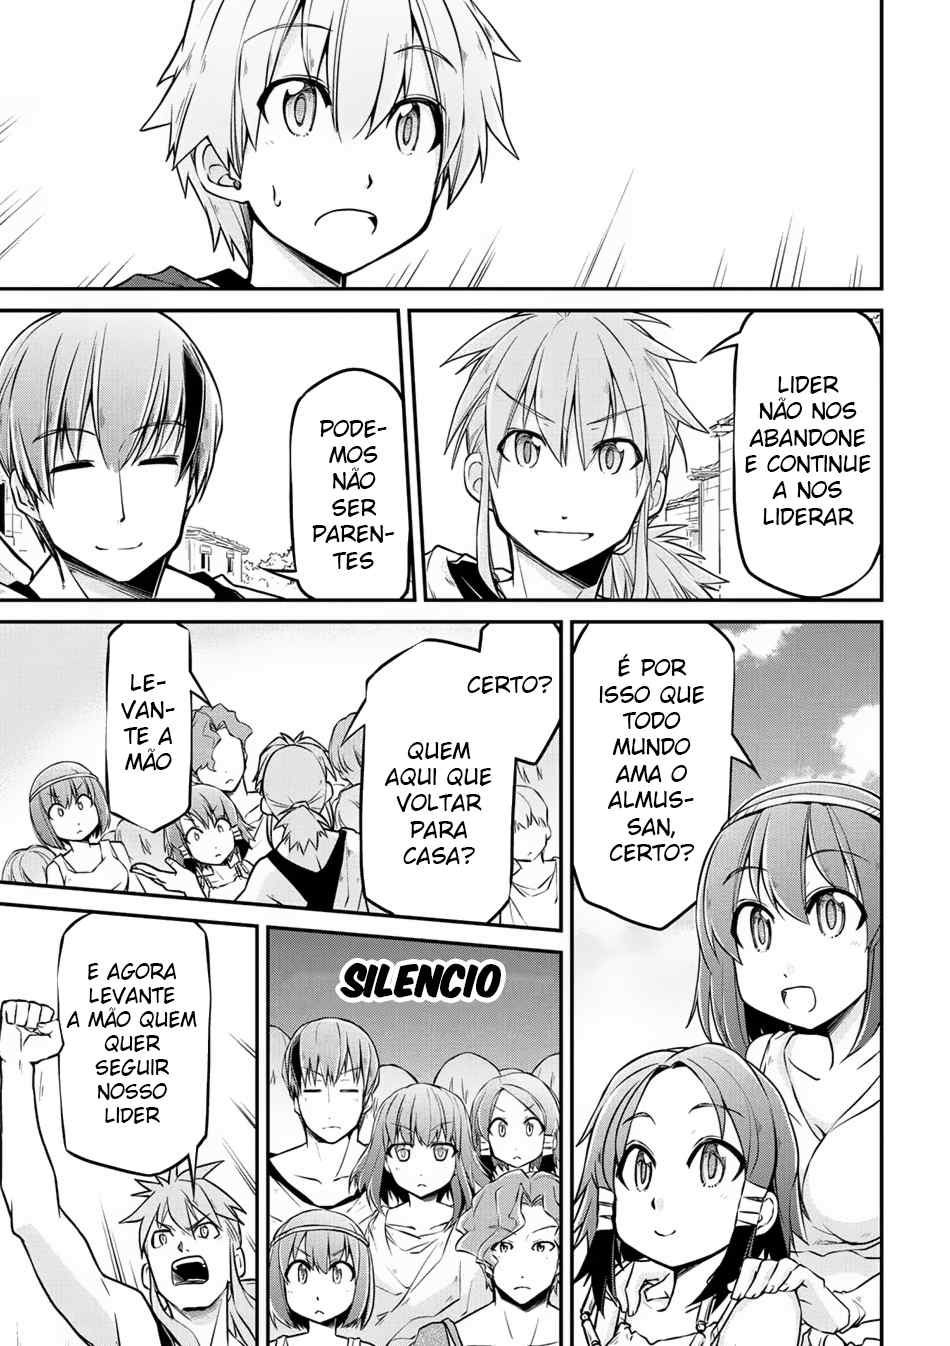 LIDER
NÃO NOS
ABANDONE
E CONTINUE
A NOS
LIDERAR
PODE-
MOS
NÃO
SER
PAREN-
TES
É POR
ISSO QUE
TODO
MUNDO
AMA O
ALMUS-
SAN,
CERTO?
CERTO?
QUEM
AQUI QUE
VOLTAR
PARA
CASA?
LE-
VAN-
TE A
MÃO
SILENCIO
E AGORA
LEVANTE
A MÃO QUEM
QUER
SEGUIR
NOSSO
LIDER